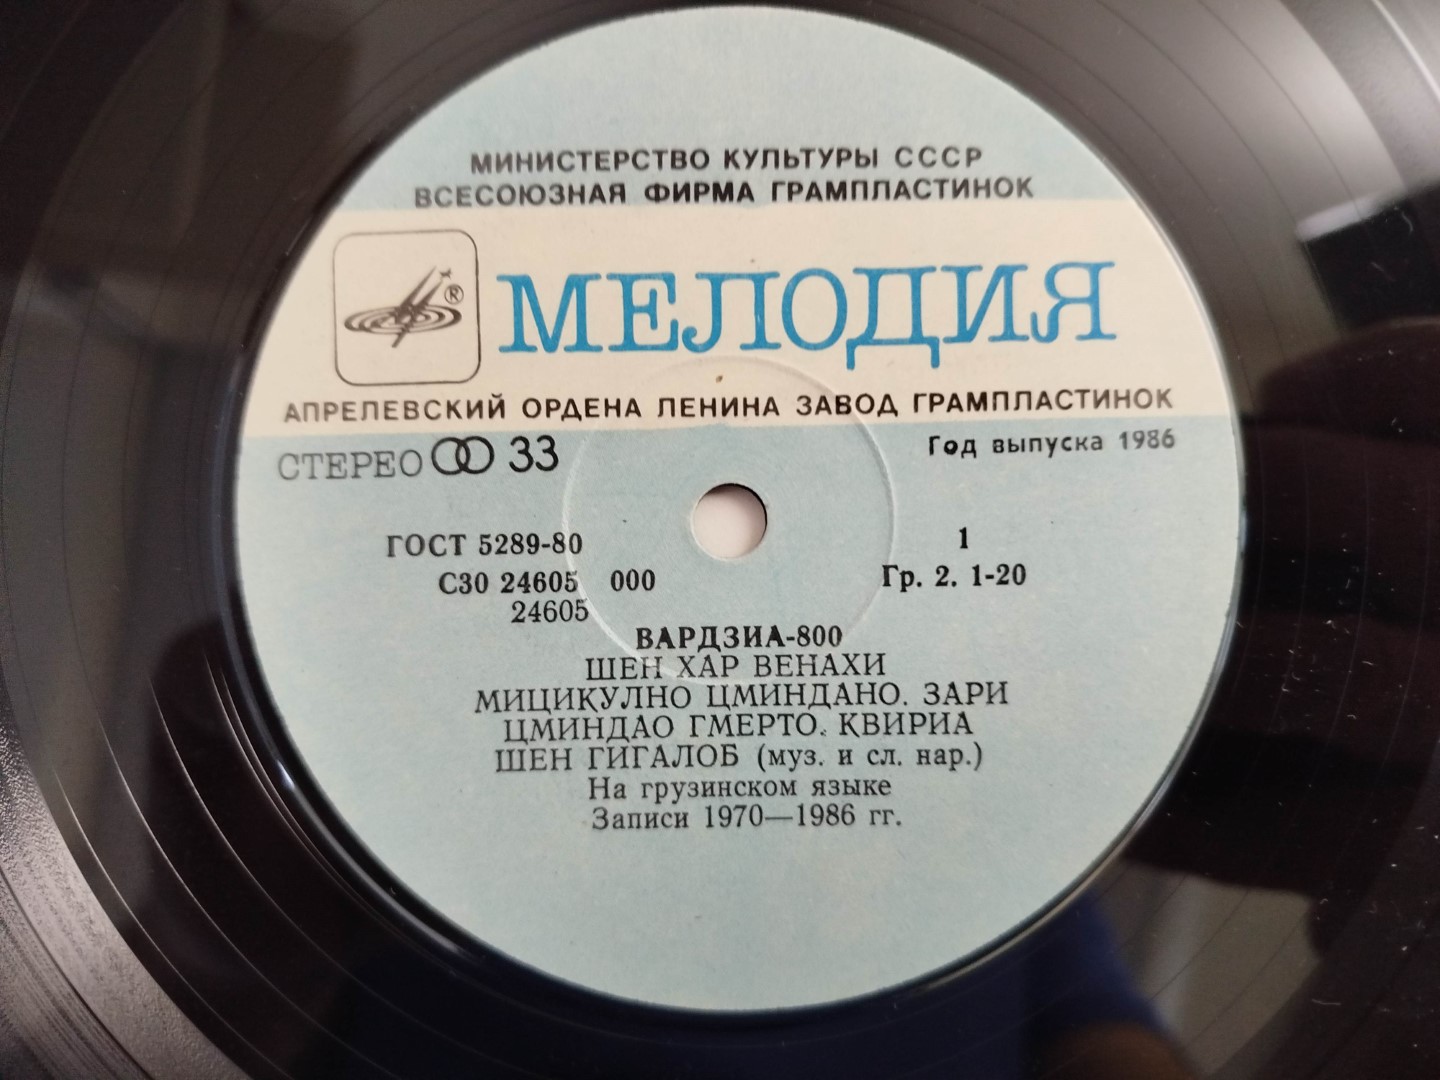 МИНИСТЕРСТВО КУЛЬТУРЫ СССР
ВСЕСОЮЗНАЯ ФИРМА ГРАМПЛАСТИНОК
® МЕЛОДИЯ
АПРЕЛЕВСКИЙ ОРДЕНА ЛЕНИНА ЗАВОД ГРАМПЛАСТИНОК
СТЕРЕО 33
Год выпуска 1986
ГОСТ 5289-80
1
С30 24605 000
Гр. 2. 1-20
24605
ВАРДЗИА-800
ШЕН ХАР ВЕНАХИ
МИЦИКУЛНО ЦМИНДАНО. ЗАРИ
ЦМИНДАО ГМЕРТО. КВИРИА
ШЕН ГИГАЛОБ (муз. и сл. нар.)
На грузинском языке
Записи 1970—1986 гг.